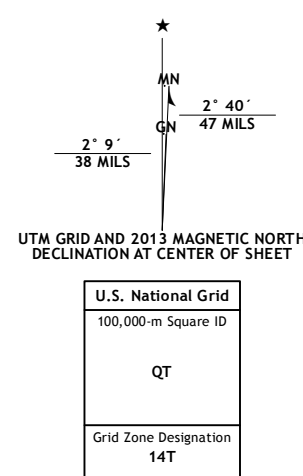 ★
MN
2° 40´
GN
47 MILS
2° 9´
38 MILS
UTM GRID AND 2013 MAGNETIC NORTH
DECLINATION AT CENTER OF SHEET
U.S. National Grid
100,000-m Square ID
QT
Grid Zone Designation
14T